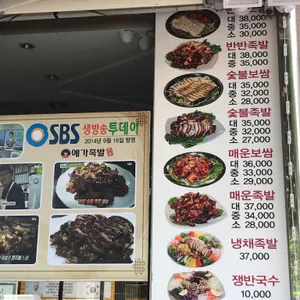 SBS 생방송 투데이
2014년 9월 16일 방영
예가족발
대 38,000
중 35,000
소 30,000
반반족발
대 38,000
중 35,000
숯불보쌈
대 35,000
중 32,000
소 28,000
숯불족발
대 35,000
중 32,000
소 27,000
매운보쌈
대 36,000
중 33,000
소 29,000
매운족발
대 37,000
중 34,000
소 28,000
냉채족발
37,000
쟁반국수
10,000